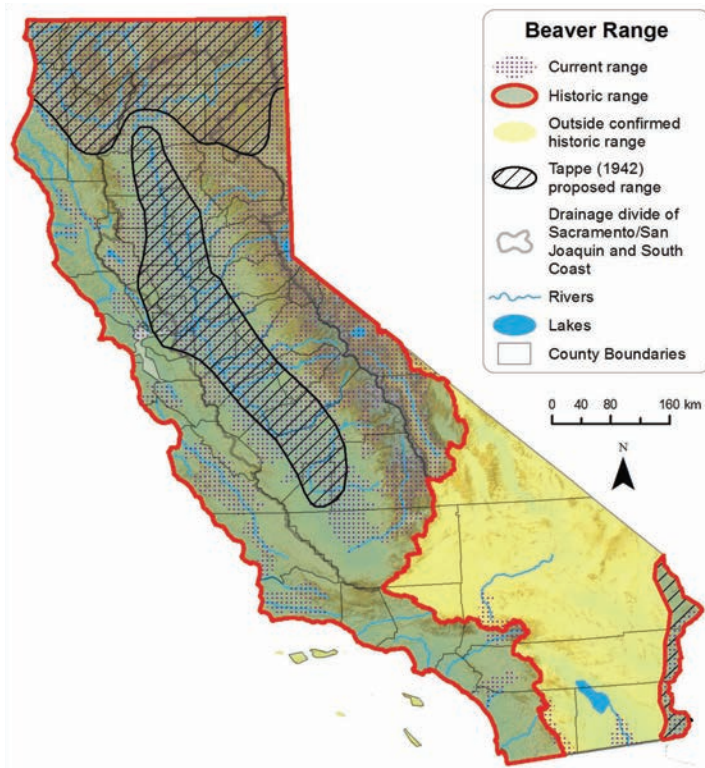 Beaver Range
Current range
Historic range
Outside confirmed
historic range
Tappe (1942)
proposed range
Drainage divide of
Sacramento/San
Joaquin and South
Coast
Rivers
Lakes
County Boundaries
0 40 80 160 km
N